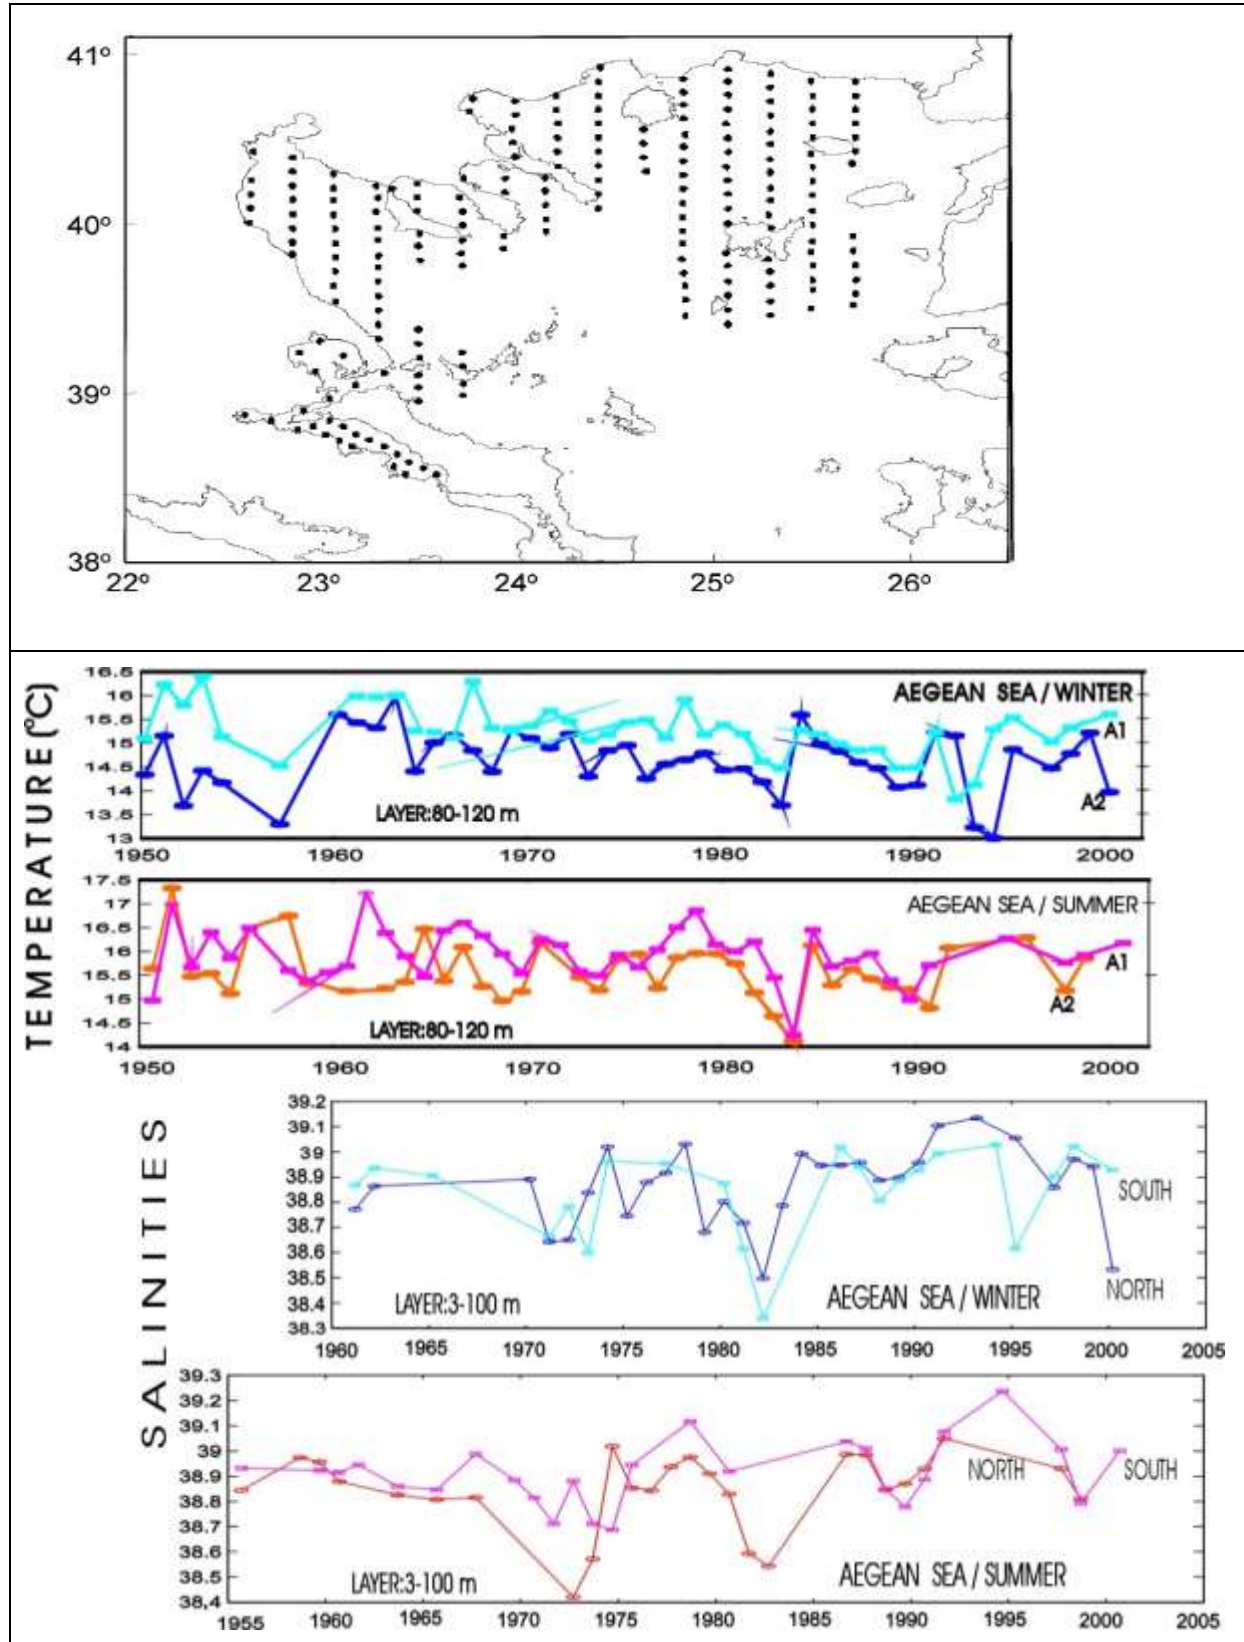 41°
40°
39°
38°
22° 23° 24° 25° 26°
TEMPERATURE (°C)
16.5
16
15.5
15
14.5
14
13.5
13
AEGEAN SEA / WINTER
A1
A2
LAYER:80-120 m
1950 1960 1970 1980 1990 2000
17.5
17
16.5
16
15.5
15
14.5
14
AEGEAN SEA / SUMMER
A1
A2
LAYER:80-120 m
1950 1960 1970 1980 1990 2000
SALINITIES
39.2
39.1
39
38.9
38.8
38.7
38.6
38.5
38.4
38.3
SOUTH
NORTH
LAYER:3-100 m
AEGEAN SEA / WINTER
1960 1965 1970 1975 1980 1985 1990 1995 2000 2005
39.3
39.2
39.1
39
38.9
38.8
38.7
38.6
38.5
38,4
NORTH
SOUTH
LAYER:3-100 m
AEGEAN SEA / SUMMER
1955 1960 1965 1970 1975 1980 1985 1990 1995 2000 2005